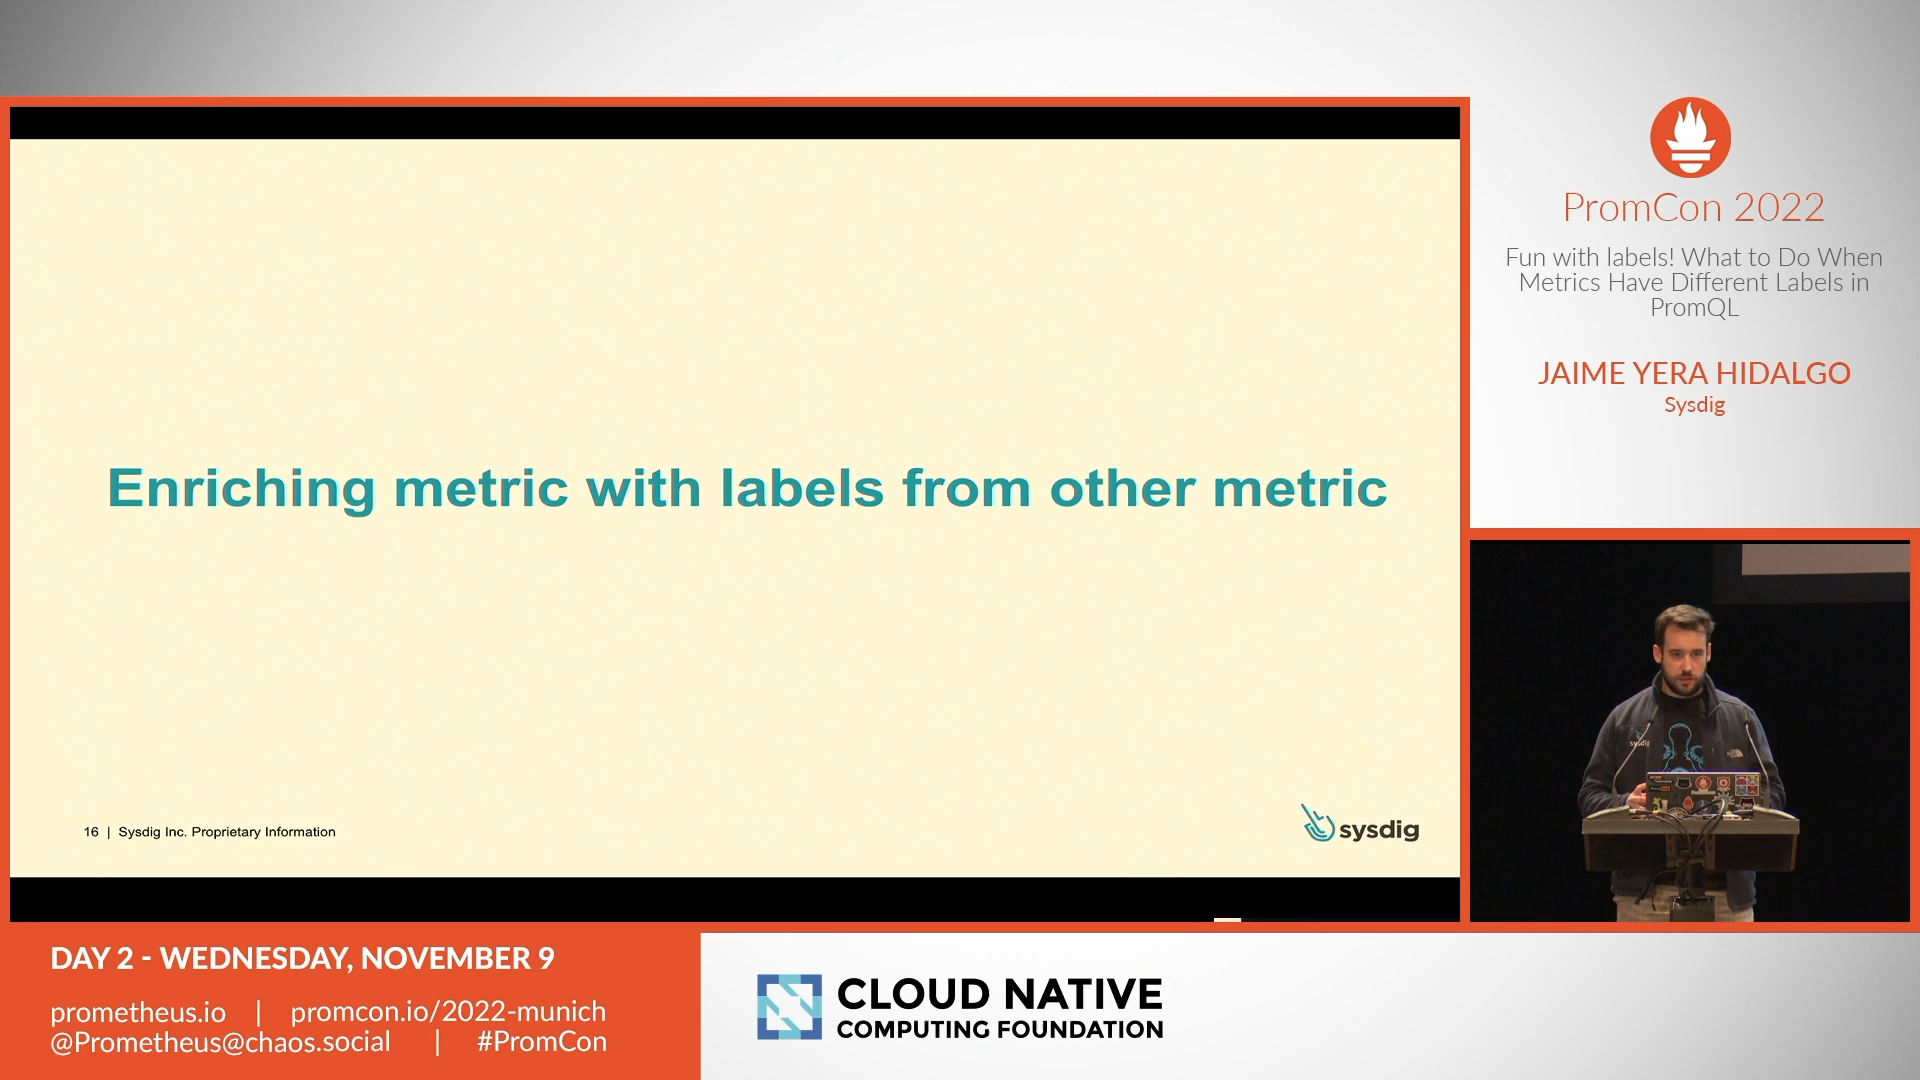 Enriching metric with labels from other metric
16 | Sysdig Inc. Proprietary Information
sysdig
PromCon 2022
Fun with labels! What to Do When
Metrics Have Different Labels in
PromQL
JAIME YERA HIDALGO
Sysdig
sysdig
DAY 2 - WEDNESDAY, NOVEMBER 9
prometheus.io | promcon.io/2022-munich
@Prometheus@chaos.social | #PromCon
CLOUD NATIVE
COMPUTING FOUNDATION